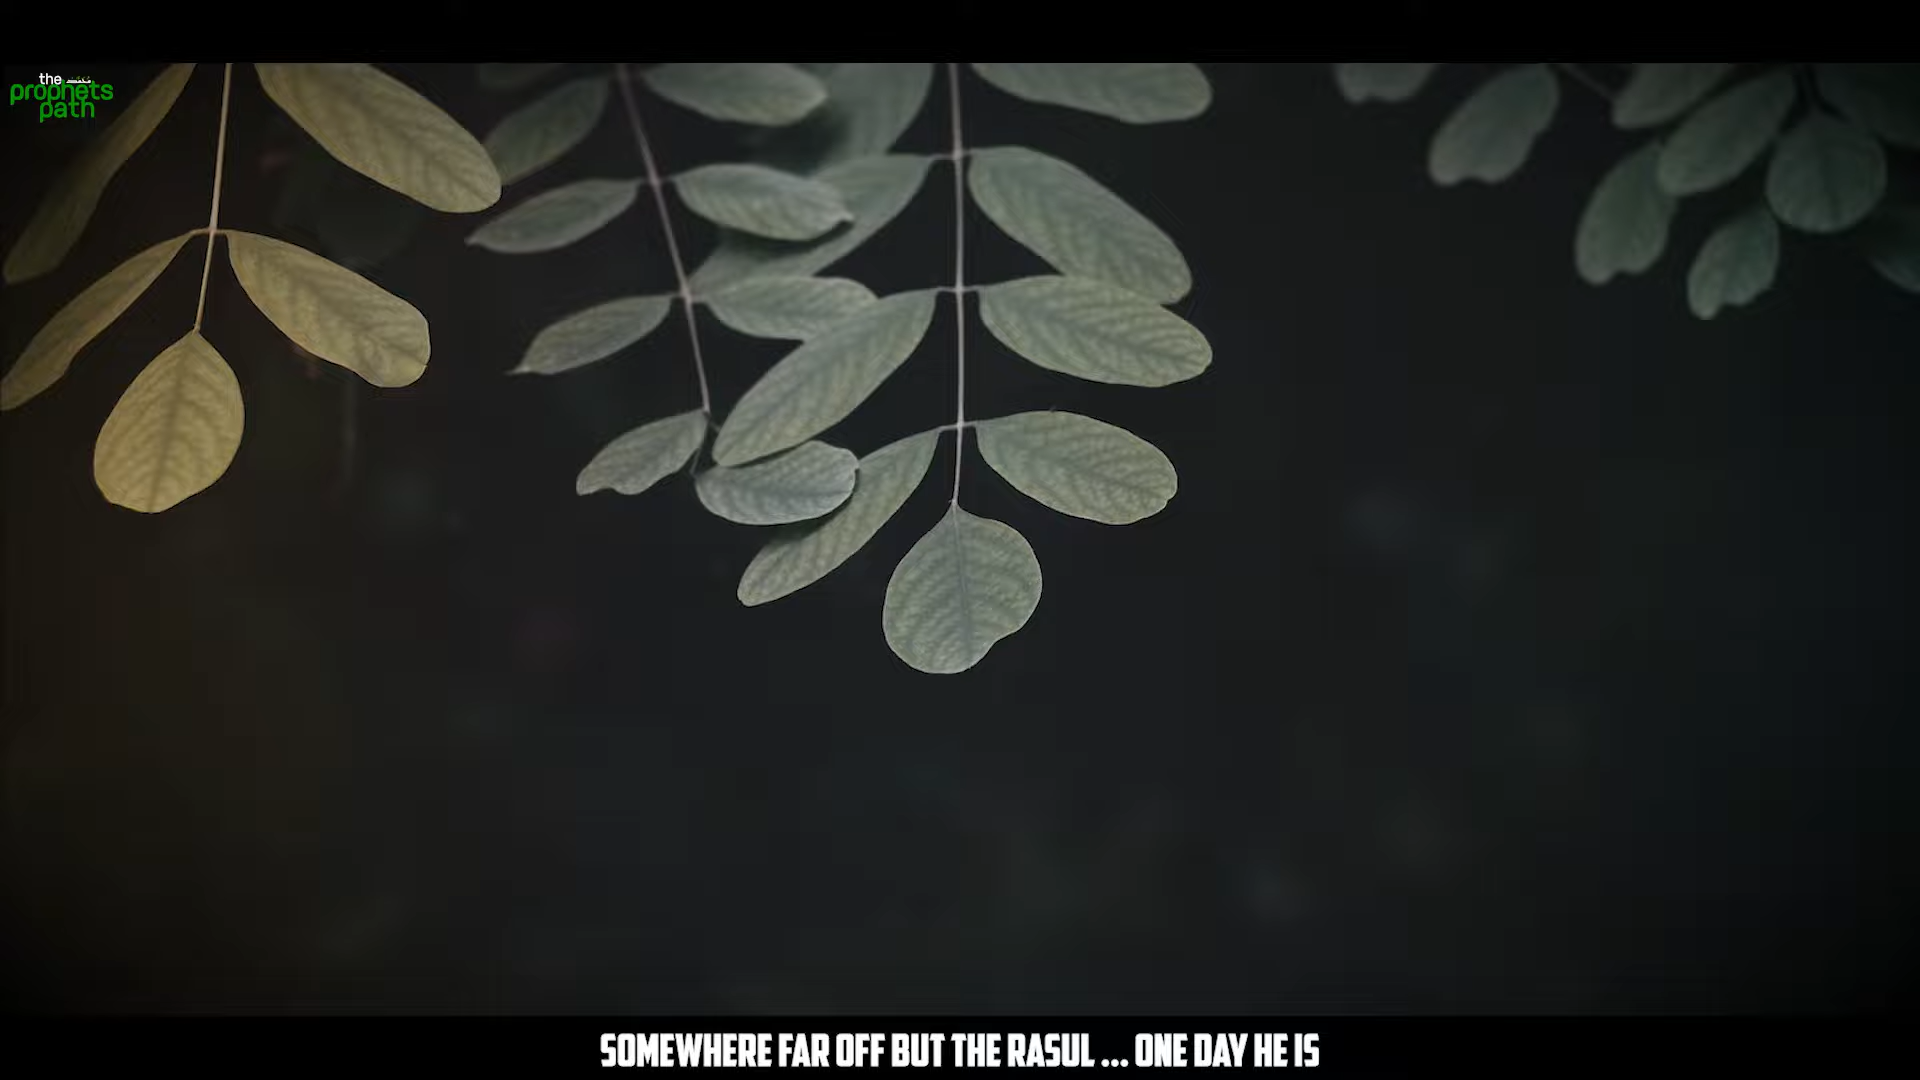 the
prophets
path
SOMEWHERE FAR OFF BUT THE RASUL ... ONE DAY HE IS